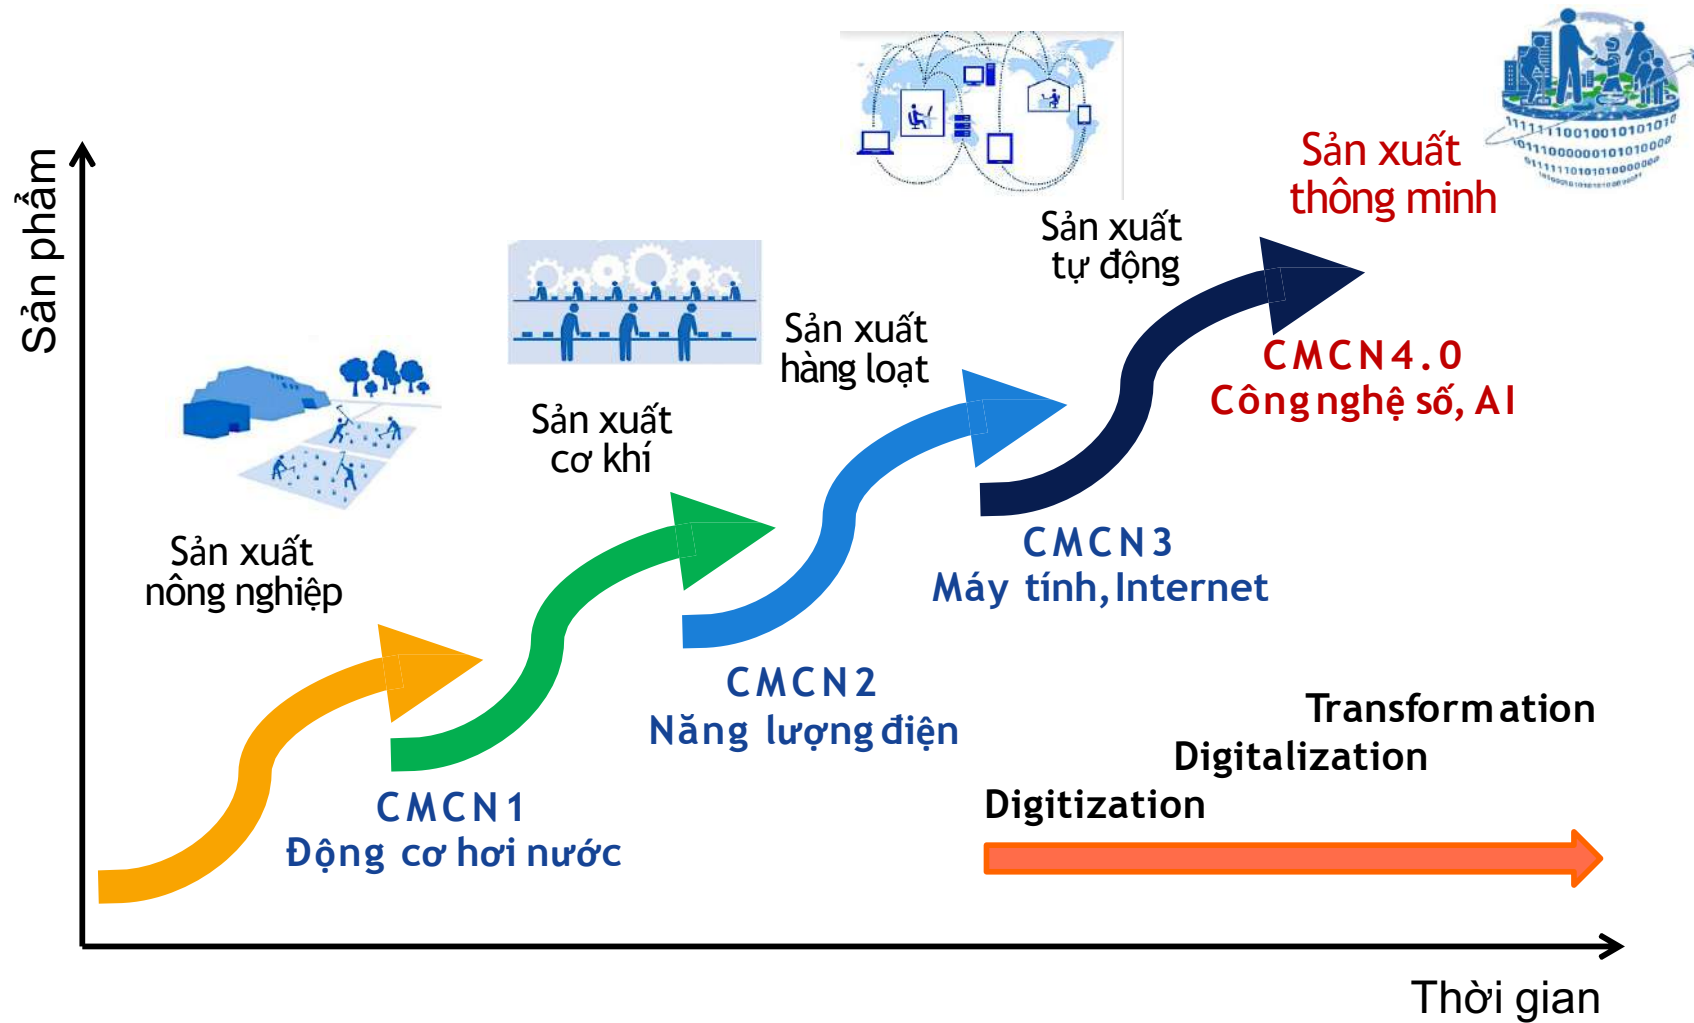 Sản phẩm
Sản xuất
nông nghiệp
Sản xuất
cơ khí
Sản xuất
hàng loạt
Sản xuất
tự động
Sản xuất
thông minh
CMCN1
Động cơ hơi nước
CMCN2
Năng lượng điện
CMCN3
Máy tính, Internet
CMCN4.0
Công nghệ số, AI
Transformation
Digitalization
Digitization
Thời gian